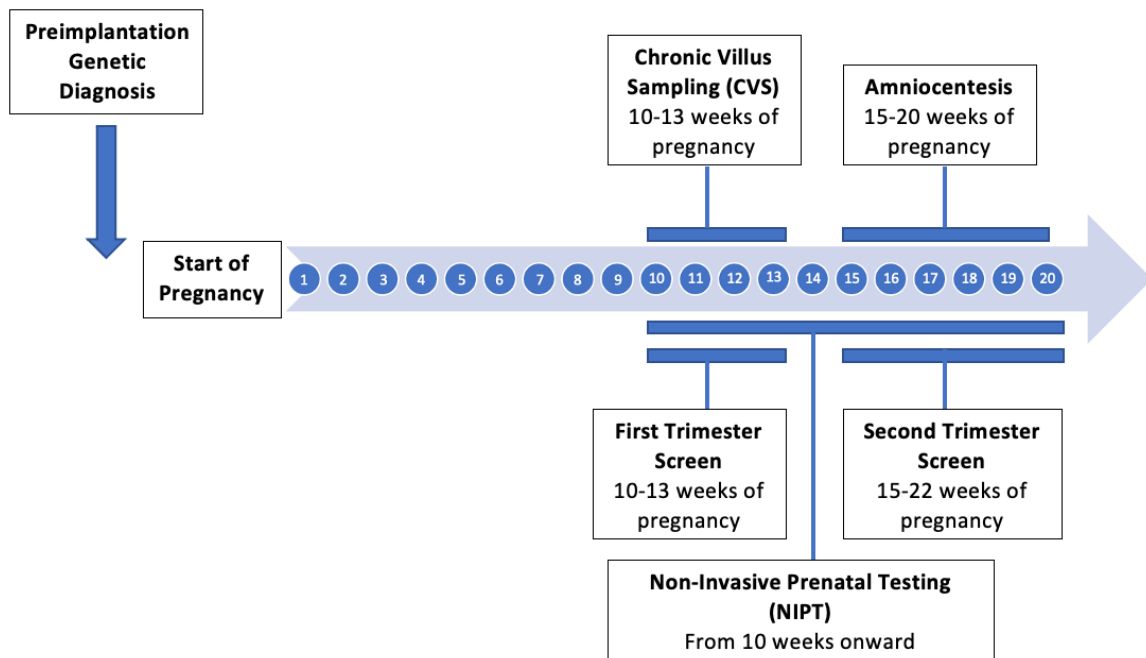 Preimplantation
Genetic
Diagnosis
Chronic Villus
Sampling (CVS)
10-13 weeks of
pregnancy
Amniocentesis
15-20 weeks of
pregnancy
Start of
Pregnancy
1 2 3 4 5 6 7 8 9 10 11 12 13 14 15 16 17 18 19 20
First Trimester
Screen
10-13 weeks of
pregnancy
Second Trimester
Screen
15-22 weeks of
pregnancy
Non-Invasive Prenatal Testing
(NIPT)
From 10 weeks onward